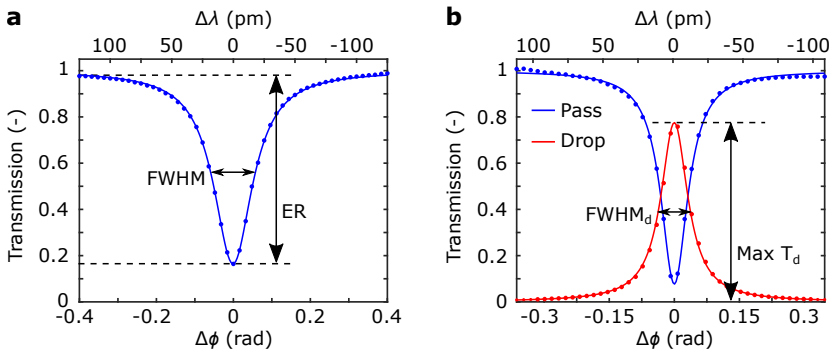 a
Δλ (pm)
100 50 0 -50 -100
1
0.8
0.6
0.4
0.2
0
Transmission (-)
FWHM
ER
-0.4 -0.2 0 0.2 0.4
Δϕ (rad)
b
Δλ (pm)
100 50 0 -50 -100
1
0.8
0.6
0.4
0.2
0
Transmission (-)
Pass
Drop
FWHM_d
Max T_d
-0.3 -0.15 0 0.15 0.3
Δϕ (rad)